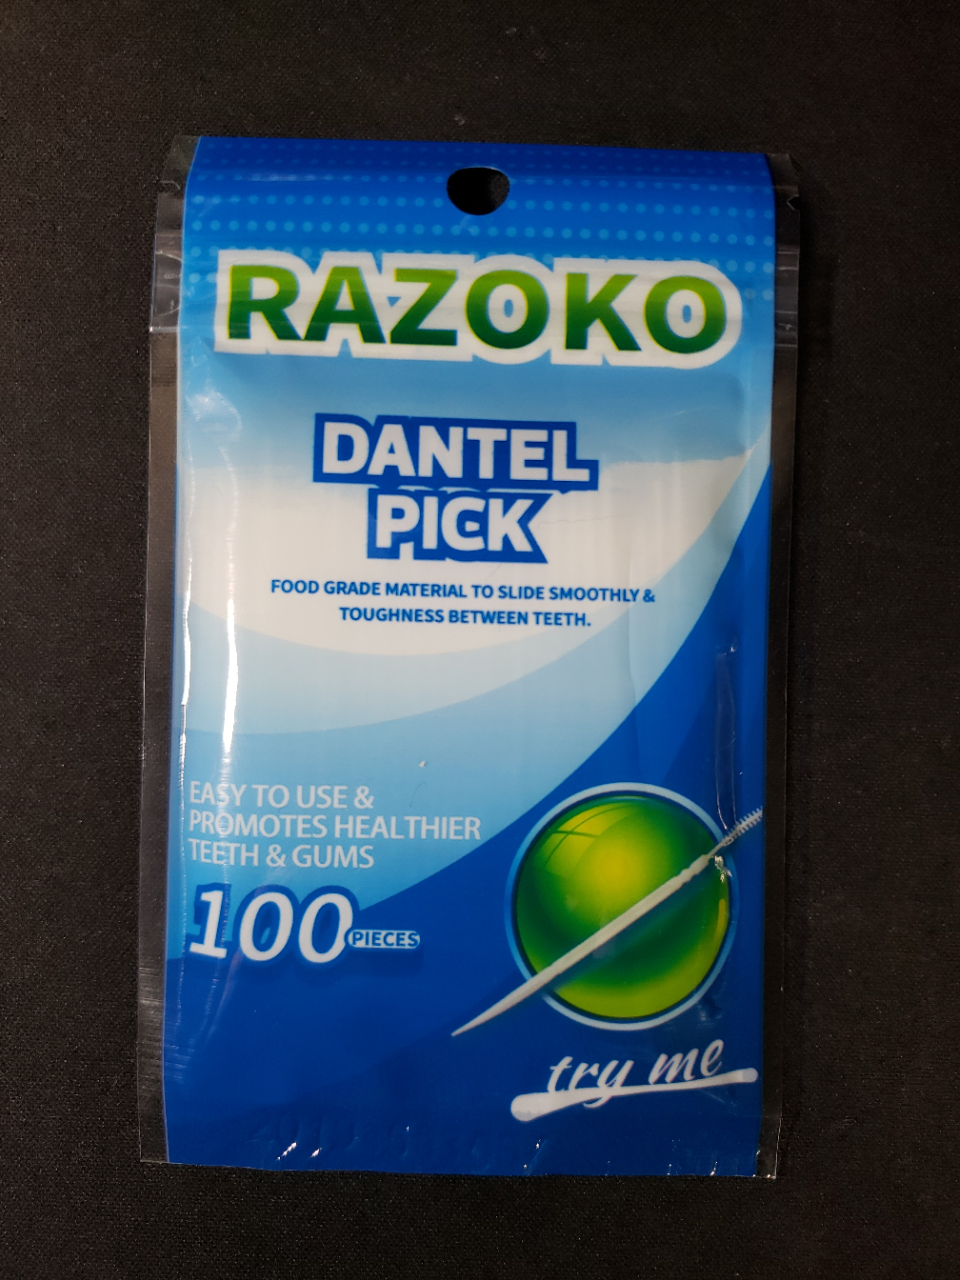 RAZOKO
DANTEL
PICK
FOOD GRADE MATERIAL TO SLIDE SMOOTHLY &
TOUGHNESS BETWEEN TEETH.
EASY TO USE &
PROMOTES HEALTHIER
TEETH & GUMS
100 PIECES
try me